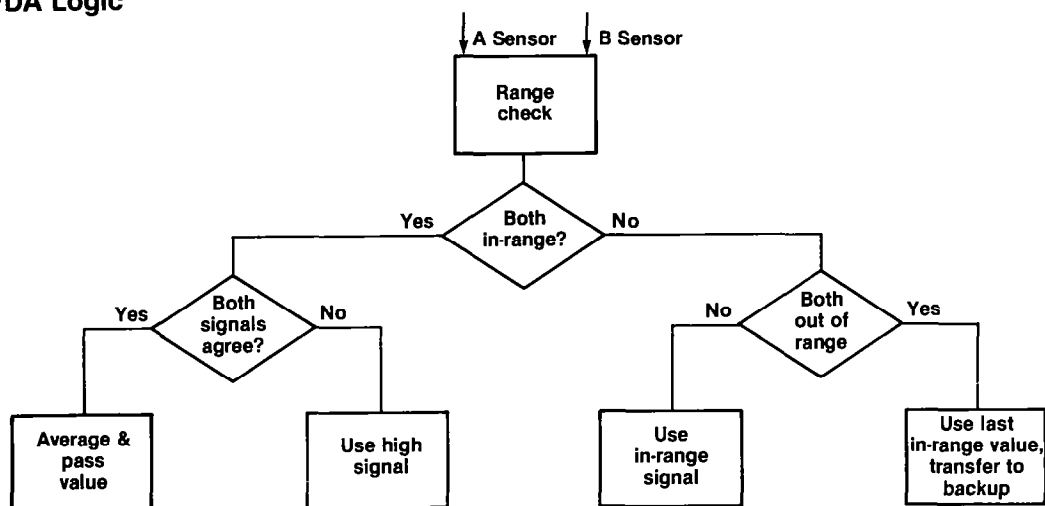 DA Logic
A Sensor
B Sensor
Range
check
Yes
Both
in-range?
No
Yes
Both
signals
agree?
No
No
Both
out of
range
Yes
Average &
pass
value
Use high
signal
Use
in-range
signal
Use last
in-range value,
transfer to
backup